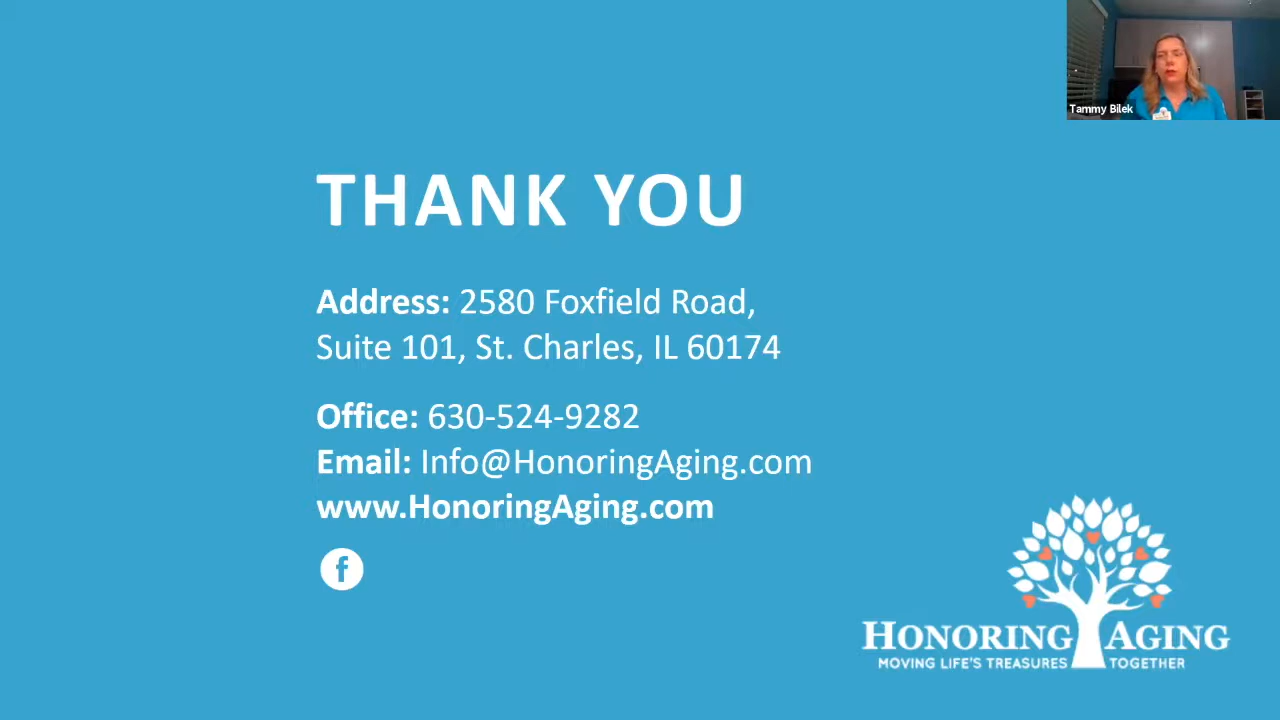 Tammy Bilek
THANK YOU
Address: 2580 Foxfield Road,
Suite 101, St. Charles, IL 60174
Office: 630-524-9282
Email: Info@HonoringAging.com
www.HonoringAging.com
f
HONORING AGING
MOVING LIFE'S TREASURES TOGETHER